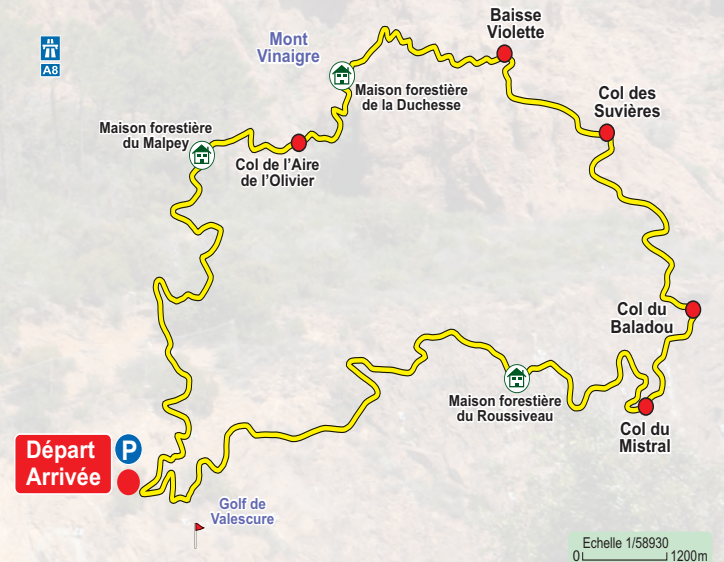 Baisse
Violette
Mont
Vinaigre
A8
Maison forestière
de la Duchesse
Col des
Suvières
Maison forestière
du Malpey
Col de l'Aire
de l'Olivier
Col du
Baladou
Maison forestière
du Roussiveau
Col du
Mistral
Départ
Arrivée
P
Golf de
Valescure
Echelle 1/58930
0 1200m